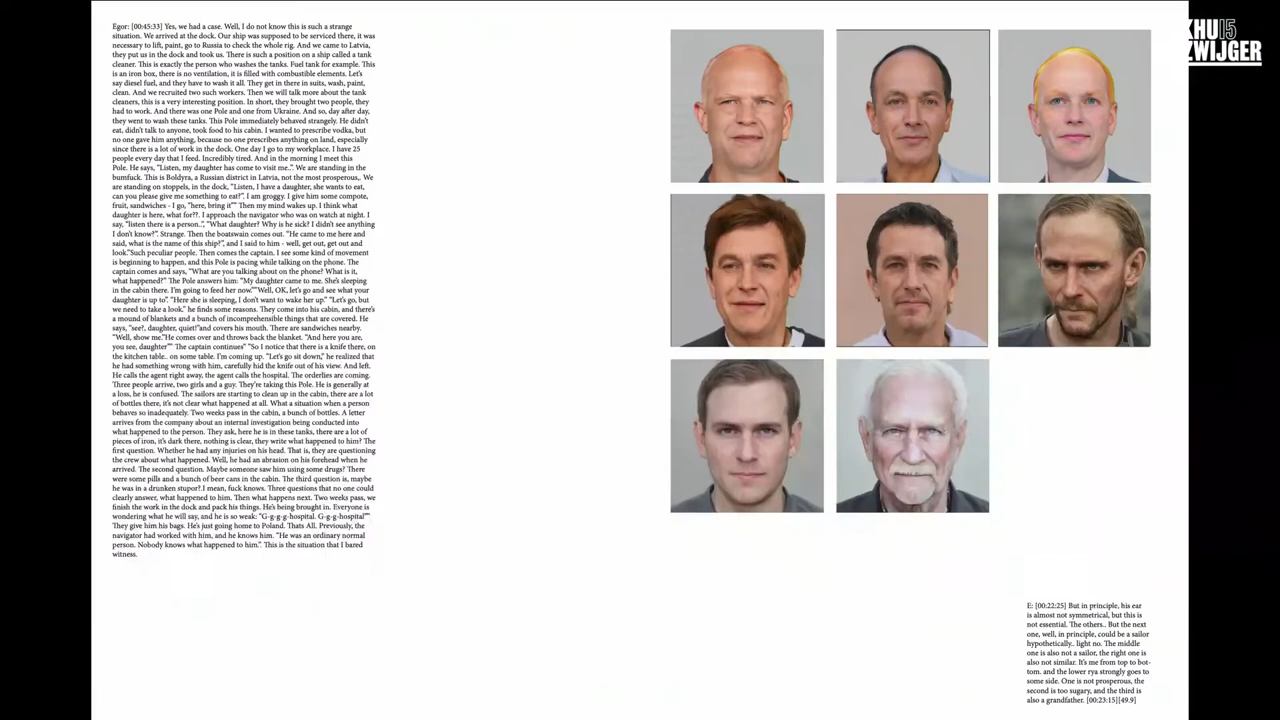 Egor: [00:45:33] Yes, we had a case. Well, I do not know this is such a strange
situation. We arrived at the dock. Our ship was supposed to be serviced there, it was
necessary to lift, paint, go to Russia to check the whole rig. And we came to Latvia,
they put us in the dock and took us. There is such a position on a ship called a tank
cleaner. This is exactly the person who washes the tanks. Fuel tank for example. This
is an iron box, there is no ventilation, it is filled with combustible elements. Let's
say diesel fuel, and they have to wash it all. They get in there in suits, wash, paint,
clean. And we recruited two such workers. Then we will talk more about the tank
cleaners, this is a very interesting position. In short, they brought two people, they
had to work. And there was one Pole and one from Ukraine. And so, day after day,
they went to wash these tanks. This Pole immediately behaved strangely. He didn't
eat, didn't talk to anyone, took food to his cabin. I wanted to prescribe vodka, but
no one gave him anything, because no one prescribes anything on land, especially
since there is a lot of work in the dock. One day I go to my workplace. I have 25
people every day that I feed. Incredibly tired. And in the morning I meet this
Pole. He says, "Listen, my daughter has come to visit me..". We are standing in the
bumfuck. This is Boldyra, a Russian district in Latvia, not the most prosperous,. We
are standing on stoppels, in the dock, "Listen, I have a daughter, she wants to eat,
can you please give me something to eat?". I am groggy. I give him some compote,
fruit, sandwiches - I go, "here, bring it"" Then my mind wakes up. I think what
daughter is here, what for??. I approach the navigator who was on watch at night. I
say, "listen there is a person..", "What daughter? Why is he sick? I didn't see anything
I don't know?". Strange. Then the boatswain comes out. "He came to me here and
said, what is the name of this ship?", and I said to him - well, get out, get out and
look."Such peculiar people. Then comes the captain. I see some kind of movement
is beginning to happen, and this Pole is pacing while talking on the phone. The
captain comes and says, "What are you talking about on the phone? What is it,
what happened?" The Pole answers him: "My daughter came to me. She's sleeping
in the cabin there. I'm going to feed her now.""Well, OK, let's go and see what your
daughter is up to". "Here she is sleeping, I don't want to wake her up." "Let's go, but
we need to take a look," he finds some reasons. They come into his cabin, and there's
a mound of blankets and a bunch of incomprehensible things that are covered. He
says, "see?, daughter, quiet!"and covers his mouth. There are sandwiches nearby.
"Well, show me."He comes over and throws back the blanket. "And here you are,
you see, daughter"" The captain continues" "So I notice that there is a knife there, on
the kitchen table.. on some table. I'm coming up. "Let's go sit down," he realized that
he had something wrong with him, carefully hid the knife out of his view. And left.
He calls the agent right away, the agent calls the hospital. The orderlies are coming.
Three people arrive, two girls and a guy. They're taking this Pole. He is generally at
a loss, he is confused. The sailors are starting to clean up in the cabin, there are a lot
of bottles there, it's not clear what happened at all. What a situation when a person
behaves so inadequately. Two weeks pass in the cabin, a bunch of bottles. A letter
arrives from the company about an internal investigation being conducted into
what happened to the person. They ask, here he is in these tanks, there are a lot of
pieces of iron, it's dark there, nothing is clear, they write what happened to him? The
first question. Whether he had any injuries on his head. That is, they are questioning
the crew about what happened. Well, he had an abrasion on his forehead when he
arrived. The second question. Maybe someone saw him using some drugs? There
were some pills and a bunch of beer cans in the cabin. The third question is, maybe
he was in a drunken stupor?.I mean, fuck knows. Three questions that no one could
clearly answer, what happened to him. Then what happens next. Two weeks pass, we
finish the work in the dock and pack his things. He's being brought in. Everyone is
wondering what he will say, and he is so weak: "G-g-g-g-hospital. G-g-g-hospital""
They give him his bags. He's just going home to Poland. Thats All. Previously, the
navigator had worked with him, and he knows him. "He was an ordinary normal
person. Nobody knows what happened to him.". This is the situation that I bared
witness.
KHU15
ZWIJGER
E: [00:22:25] But in principle, his ear
is almost not symmetrical, but this is
not essential. The others.. But the next
one, well, in principle, could be a sailor
hypothetically.. light no. The middle
one is also not a sailor, the right one is
also not similar. It's me from top to bot-
tom. and the lower rya strongly goes to
some side. One is not prosperous, the
second is too sugary, and the third is
also a grandfather. [00:23:15][49.9]